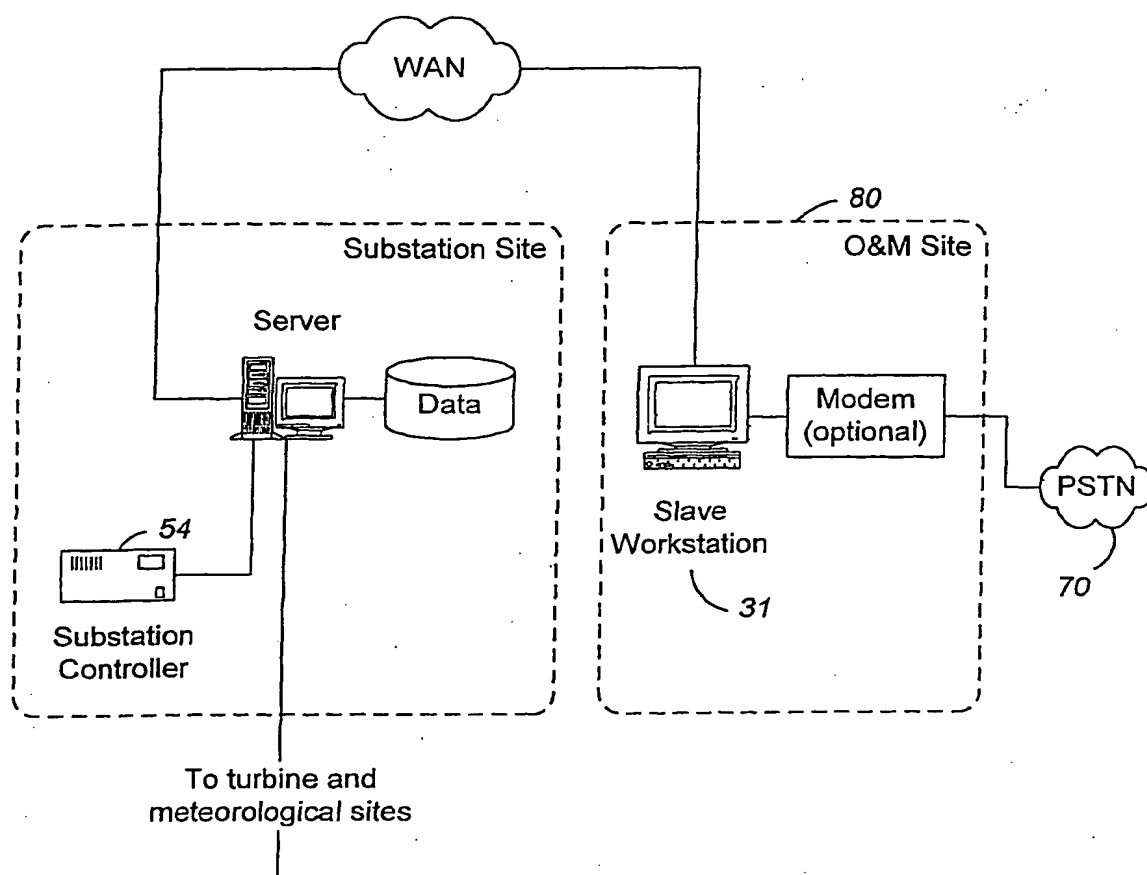 WAN
80
Substation Site
O&M Site
Server
Data
Modem
(optional)
PSTN
70
Slave
Workstation
31
54
Substation
Controller
To turbine and
meteorological sites